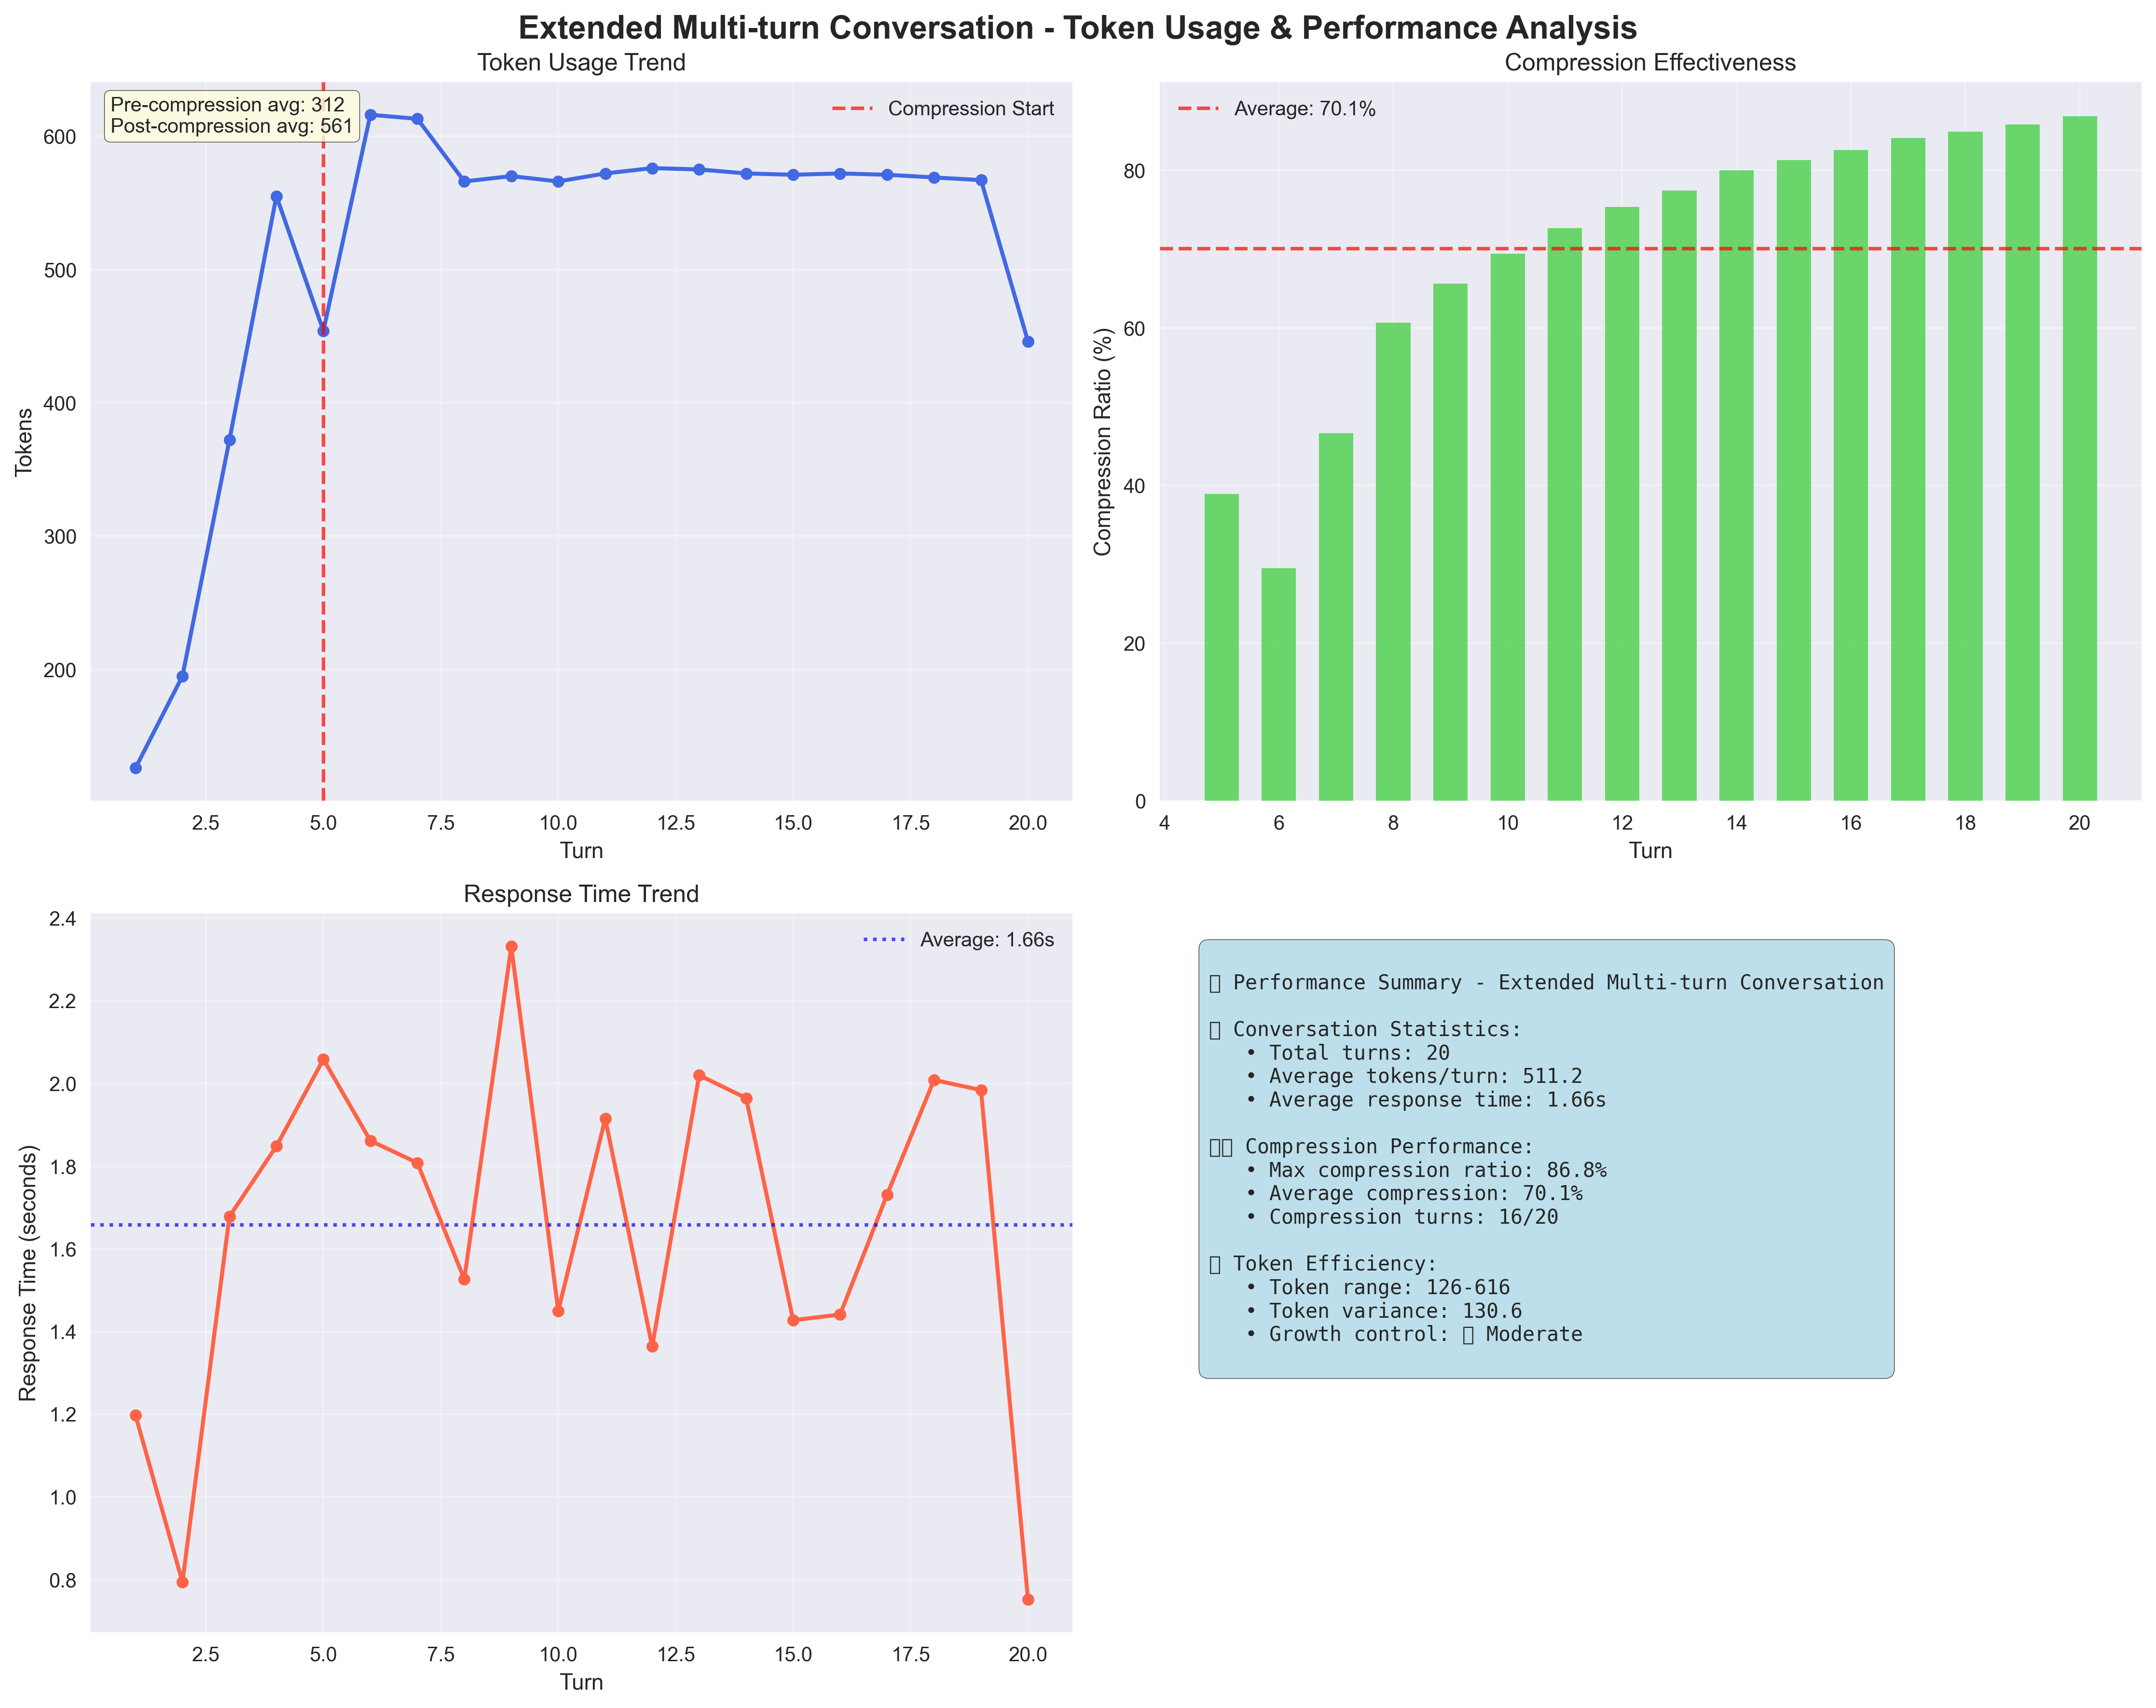 Extended Multi-turn Conversation - Token Usage & Performance Analysis
Token Usage Trend
Pre-compression avg: 312
Post-compression avg: 561
Compression Start
600
500
400
300
200
Tokens
2.5 5.0 7.5 10.0 12.5 15.0 17.5 20.0
Turn
Compression Effectiveness
Average: 70.1%
80
60
40
20
0
Compression Ratio (%)
4 6 8 10 12 14 16 18 20
Turn
Response Time Trend
Average: 1.66s
2.4
2.2
2.0
1.8
1.6
1.4
1.2
1.0
0.8
Response Time (seconds)
2.5 5.0 7.5 10.0 12.5 15.0 17.5 20.0
Turn
Performance Summary - Extended Multi-turn Conversation
Conversation Statistics:
• Total turns: 20
• Average tokens/turn: 511.2
• Average response time: 1.66s
Compression Performance:
• Max compression ratio: 86.8%
• Average compression: 70.1%
• Compression turns: 16/20
Token Efficiency:
• Token range: 126-616
• Token variance: 130.6
• Growth control: Moderate